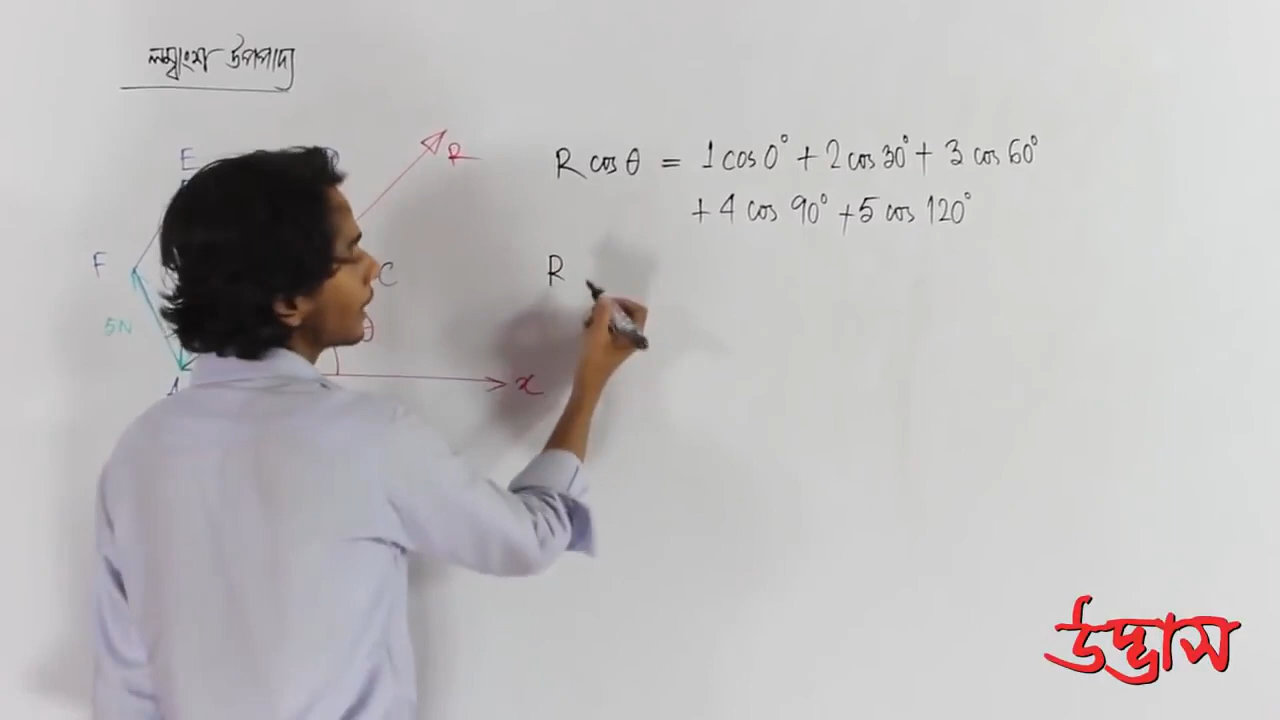 লম্বাংশ উপপাদ্য
E
R
R cos θ = 1 cos 0° + 2 cos 30° + 3 cos 60°
+ 4 cos 90° + 5 cos 120°
F
C
R
5N
θ
A
x
উদ্ভাস